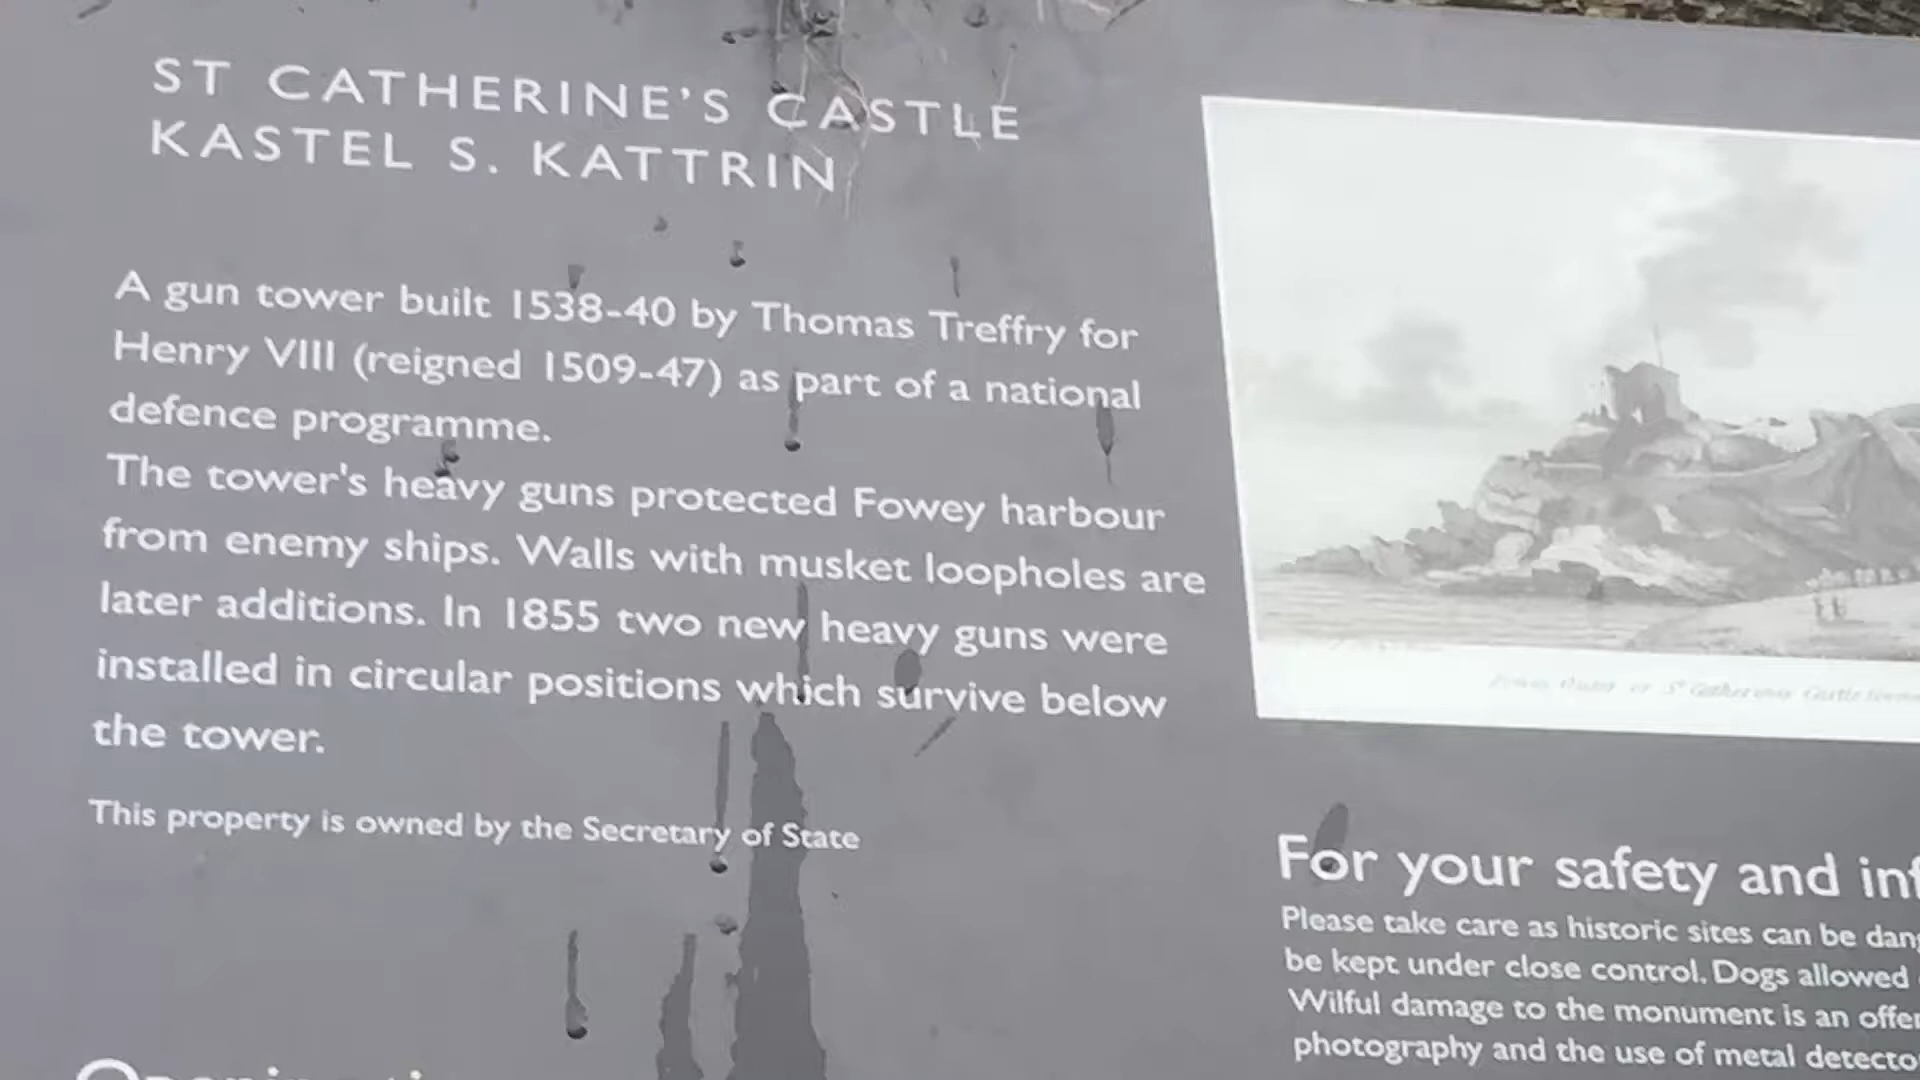 ST CATHERINE'S CASTLE
KASTEL S. KATTRIN
A gun tower built 1538-40 by Thomas Treffry for
Henry VIII (reigned 1509-47) as part of a national
defence programme.
The tower's heavy guns protected Fowey harbour
from enemy ships. Walls with musket loopholes are
later additions. In 1855 two new heavy guns were
installed in circular positions which survive below
the tower.
This property is owned by the Secretary of State
St Catherines Castle
For your safety and
Please take care as historic sites can be
be kept under close control. Dogs allowed
Wilful damage to the monument is an
photography and the use of metal